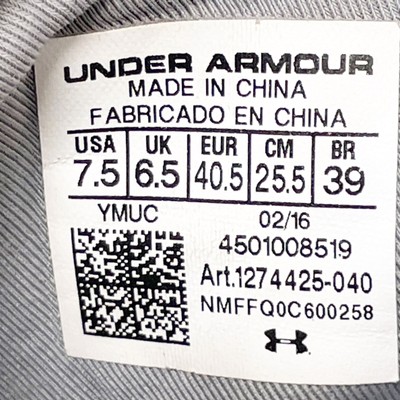 UNDER ARMOUR
MADE IN CHINA
FABRICADO EN CHINA
USA UK EUR CM BR
7.5 6.5 40.5 25.5 39
YMUC 02/16
4501008519
Art.1274425-040
NMFFQ0C600258